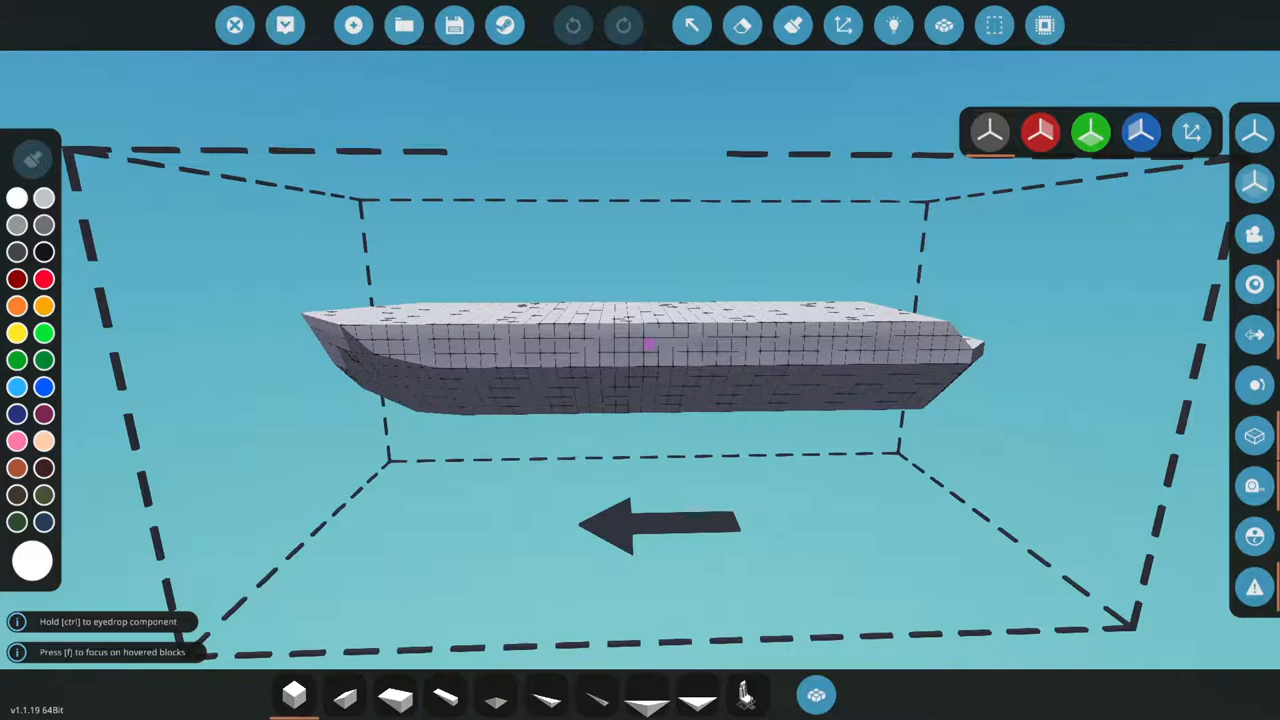 Hold [ctrl] to eyedrop component
Press [f] to focus on hovered blocks
v1.1.19 64Bit